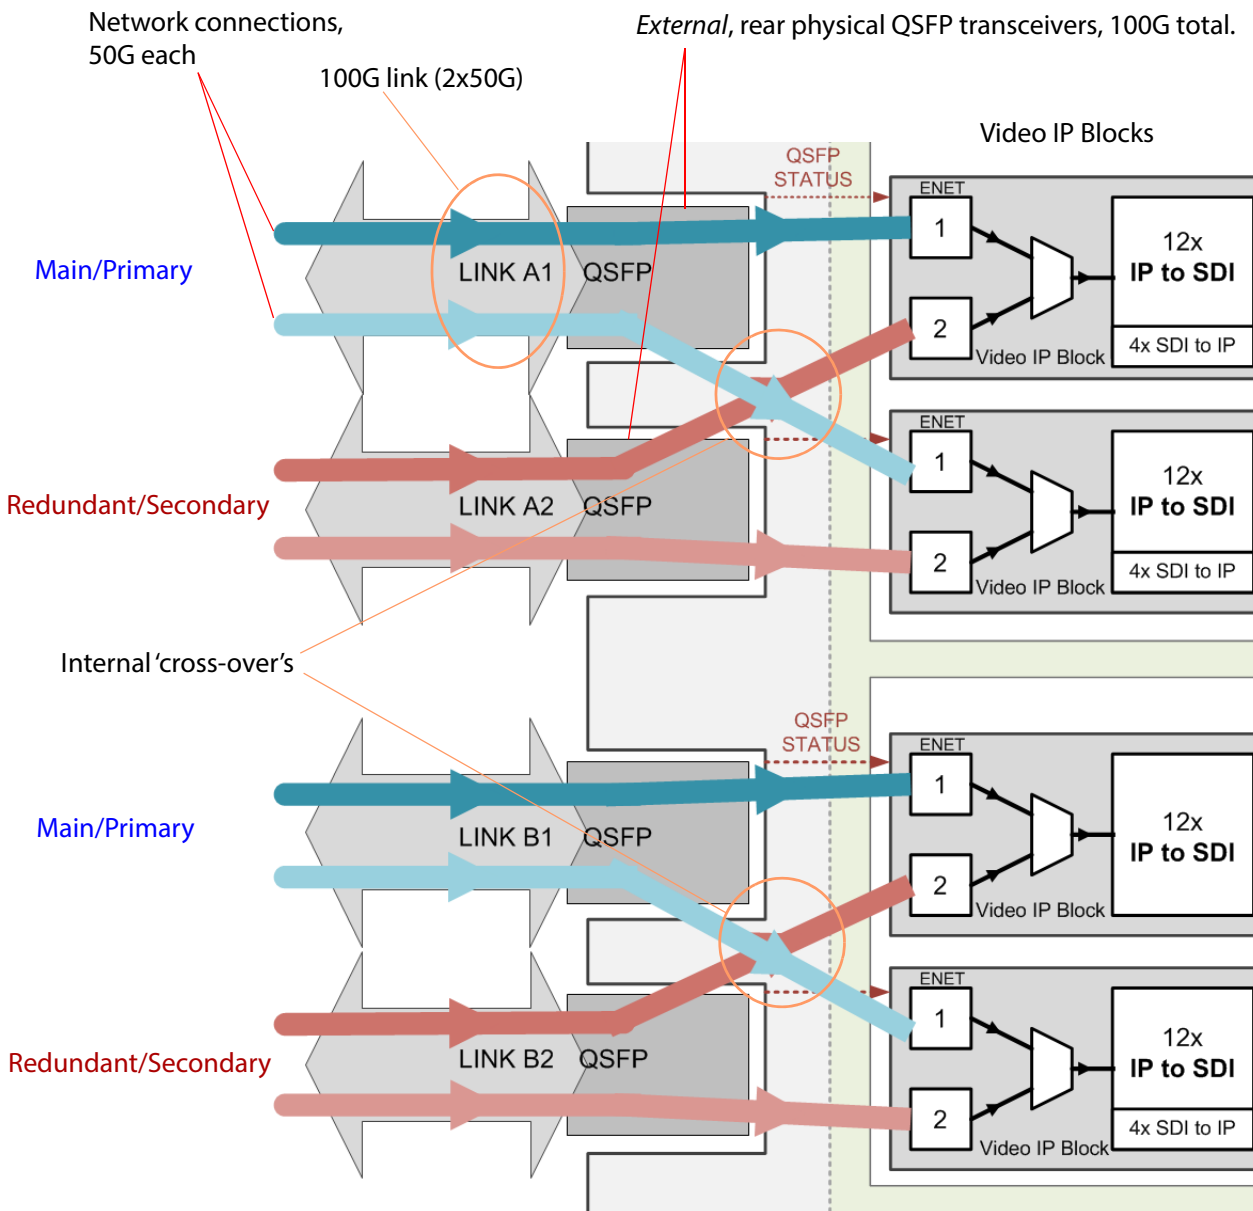 Network connections,
50G each
External, rear physical QSFP transceivers, 100G total.
100G link (2x50G)
Video IP Blocks
QSFP
STATUS
ENET
1
12x
IP to SDI
Main/Primary
LINK A1
QSFP
2
Video IP Block
4x SDI to IP
ENET
1
12x
IP to SDI
Redundant/Secondary
LINK A2
QSFP
2
Video IP Block
4x SDI to IP
Internal ‘cross-over’s
QSFP
STATUS
ENET
1
12x
IP to SDI
Main/Primary
LINK B1
QSFP
2
Video IP Block
ENET
1
12x
IP to SDI
Redundant/Secondary
LINK B2
QSFP
2
Video IP Block
4x SDI to IP